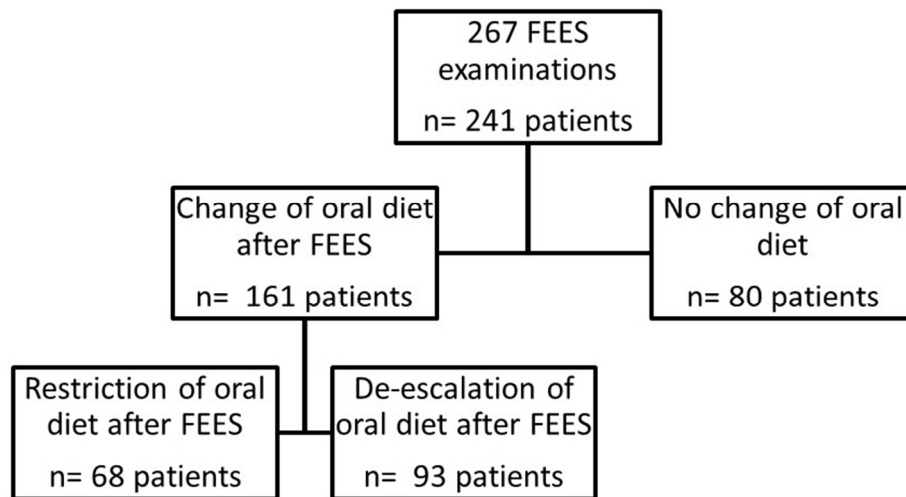 267 FEES
examinations
n= 241 patients
Change of oral diet
after FEES
n=  161 patients
No change of oral
diet
n= 80 patients
Restriction of oral
diet after FEES
n= 68 patients
De-escalation of
oral diet after FEES
n=  93 patients